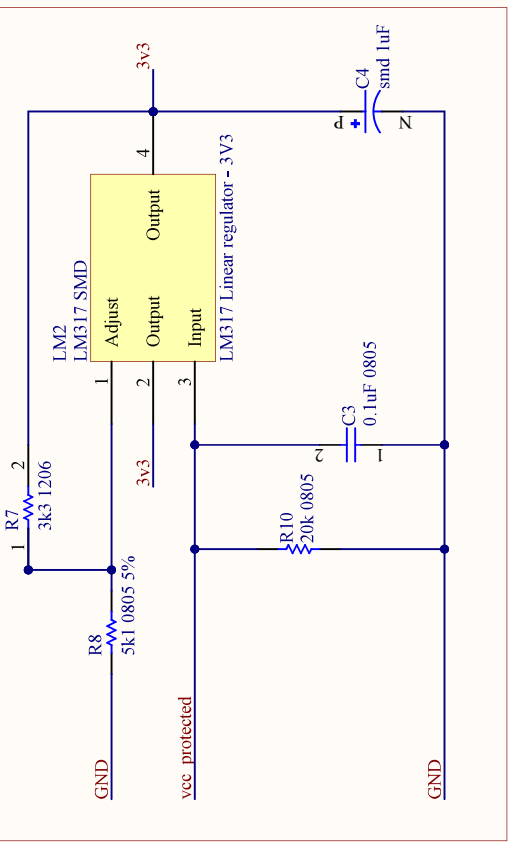 GND
R8
5k1 0805 5%
R7
3k3 1206
1
2
LM2
LM317 SMD
1
Adjust
2
Output
3
Input
Output
4
3v3
3v3
LM317 Linear regulator - 3V3
vcc_protected
R10
20k 0805
C3
0.1uF 0805
2
1
C4
smd 1uF
P
N
GND